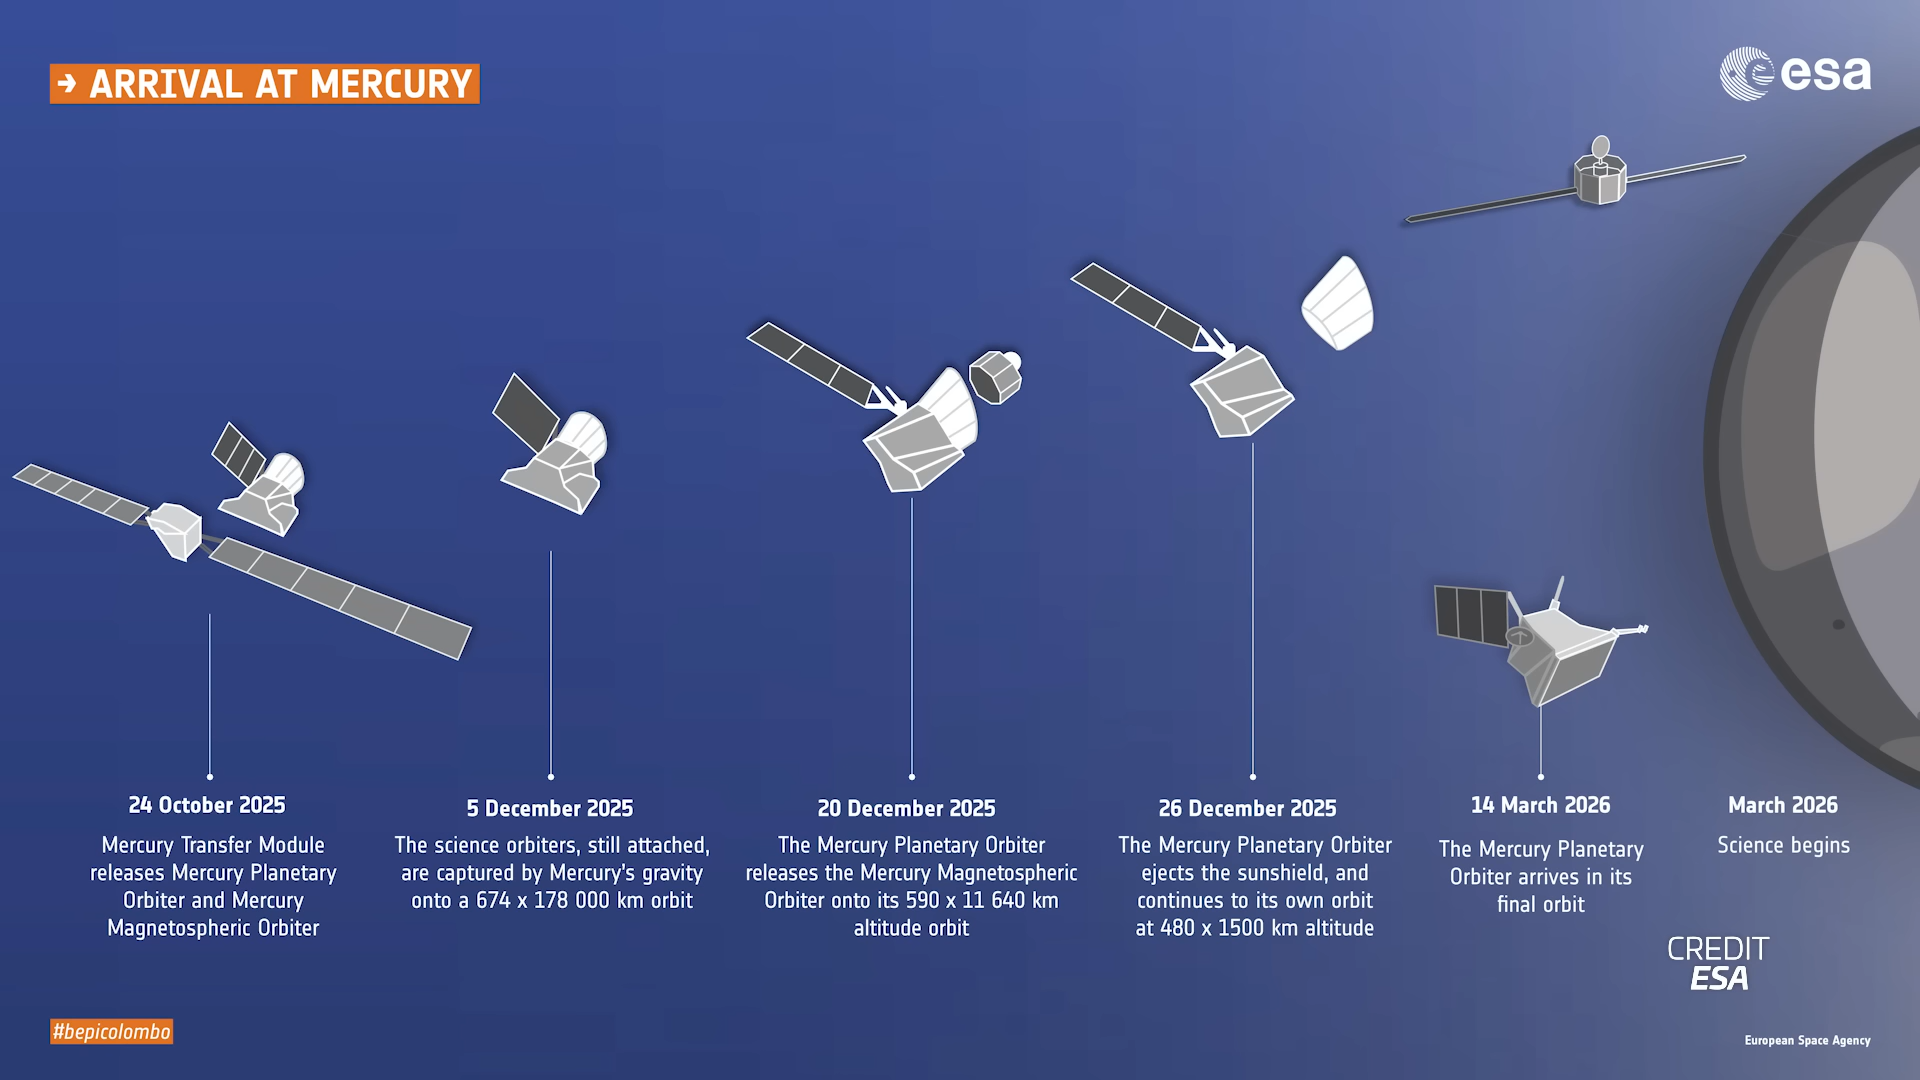 → ARRIVAL AT MERCURY
esa
24 October 2025
Mercury Transfer Module
releases Mercury Planetary
Orbiter and Mercury
Magnetospheric Orbiter
5 December 2025
The science orbiters, still attached,
are captured by Mercury's gravity
onto a 674 x 178 000 km orbit
20 December 2025
The Mercury Planetary Orbiter
releases the Mercury Magnetospheric
Orbiter onto its 590 x 11 640 km
altitude orbit
26 December 2025
The Mercury Planetary Orbiter
ejects the sunshield, and
continues to its own orbit
at 480 x 1500 km altitude
14 March 2026
The Mercury Planetary
Orbiter arrives in its
final orbit
March 2026
Science begins
CREDIT
ESA
#bepicolombo
European Space Agency